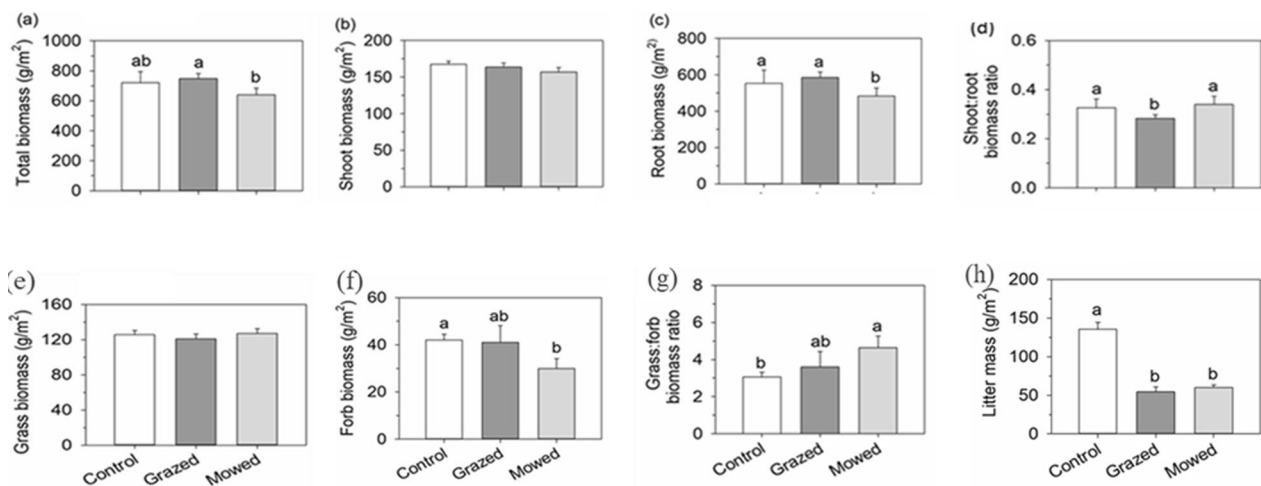 (a)
Total biomass (g/m²)
1000
800
600
400
200
0
ab
a
b
(b)
Shoot biomass (g/m²)
200
150
100
50
0
(c)
Root biomass (g/m²)
800
600
400
200
0
a
a
b
(d)
Shoot:root
biomass ratio
0.6
0.4
0.2
0.0
a
b
a
(e)
Grass biomass (g/m²)
160
120
80
40
0
Control
Grazed
Mowed
(f)
Forb biomass (g/m²)
60
40
20
0
a
ab
b
Control
Grazed
Mowed
(g)
Grass:forb
biomass ratio
8
6
4
2
0
b
ab
a
Control
Grazed
Mowed
(h)
Litter mass (g/m²)
200
150
100
50
0
a
b
b
Control
Grazed
Mowed